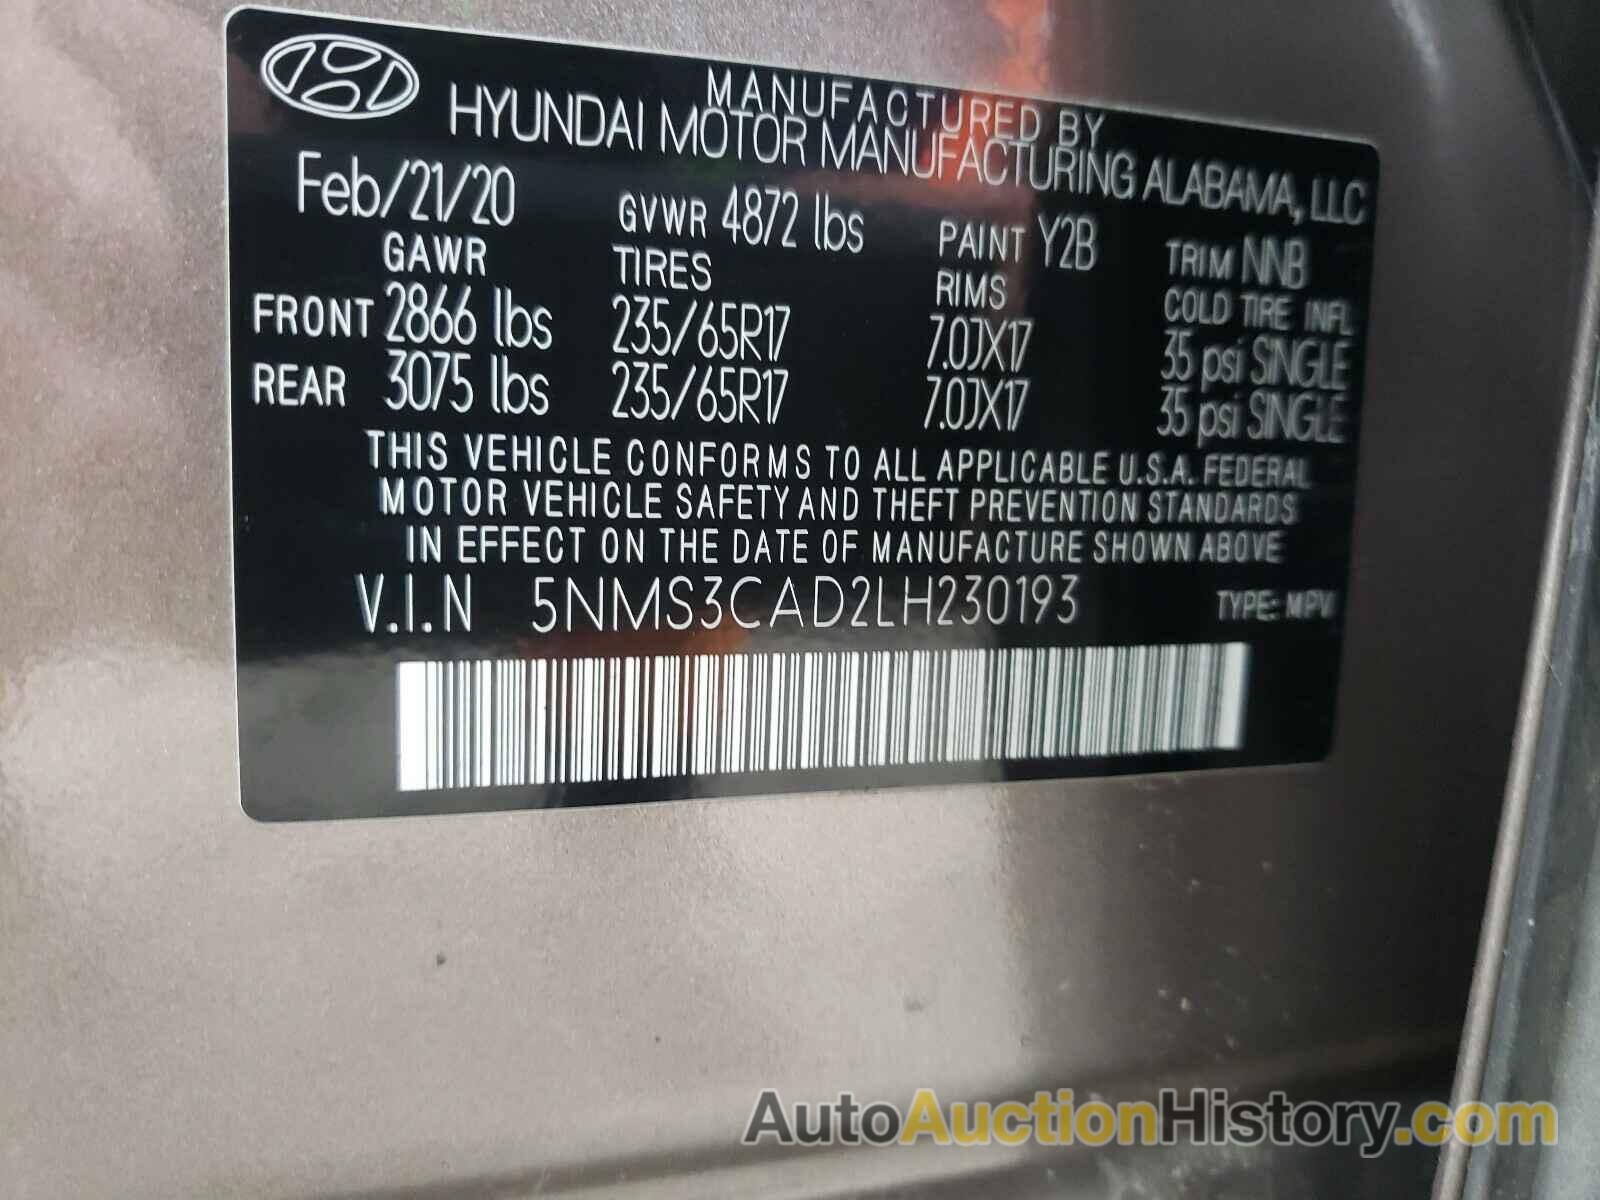 MANUFACTURED BY
HYUNDAI MOTOR MANUFACTURING ALABAMA, LLC
Feb/21/20 GVWR 4872 lbs PAINT Y2B TRIM NNB
GAWR TIRES RIMS COLD TIRE INFL
FRONT 2866 lbs 235/65R17 7.0JX17 35 psi SINGLE
REAR 3075 lbs 235/65R17 7.0JX17 35 psi SINGLE
THIS VEHICLE CONFORMS TO ALL APPLICABLE U.S.A. FEDERAL
MOTOR VEHICLE SAFETY AND THEFT PREVENTION STANDARDS
IN EFFECT ON THE DATE OF MANUFACTURE SHOWN ABOVE
V.I.N 5NMS3CAD2LH230193 TYPE: MPV
AutoAuctionHistory.com